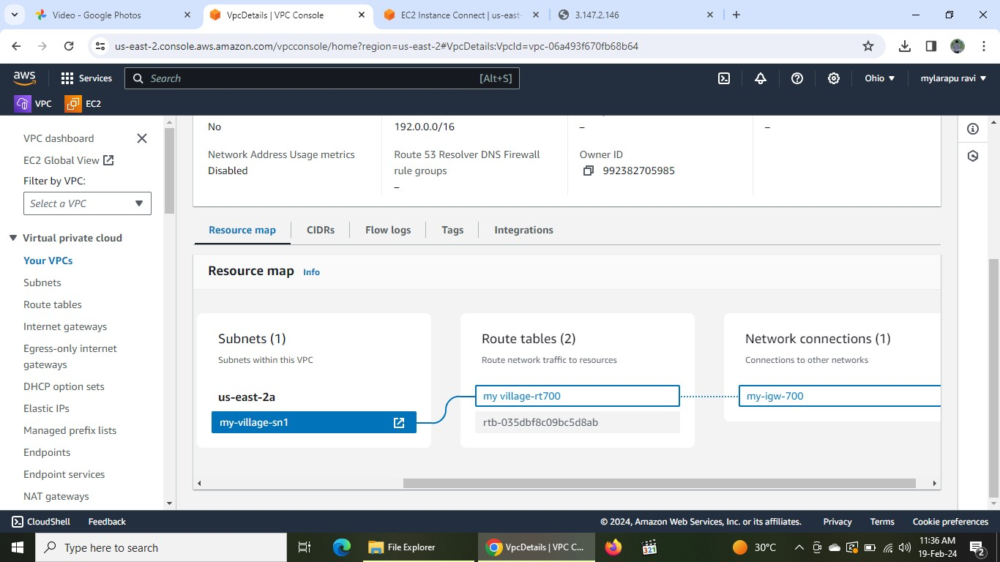 Video - Google Photos
VpcDetails | VPC Console
EC2 Instance Connect | us-east-
3.147.2.146
us-east-2.console.aws.amazon.com/vpcconsole/home?region=us-east-2#VpcDetails:VpcId=vpc-06a493f670fb68b64
aws
Services
Search
[Alt+S]
Ohio
mylarapu ravi
VPC
EC2
VPC dashboard
EC2 Global View
Filter by VPC:
Select a VPC
Virtual private cloud
Your VPCs
Subnets
Route tables
Internet gateways
Egress-only internet
gateways
DHCP option sets
Elastic IPs
Managed prefix lists
Endpoints
Endpoint services
NAT gateways
No
192.0.0.0/16
–
–
Network Address Usage metrics
Disabled
Route 53 Resolver DNS Firewall
rule groups
–
Owner ID
992382705985
Resource map
CIDRs
Flow logs
Tags
Integrations
Resource map
Info
Subnets (1)
Subnets within this VPC
us-east-2a
my-village-sn1
Route tables (2)
Route network traffic to resources
my village-rt700
rtb-035dbf8c09bc5d8ab
Network connections (1)
Connections to other networks
my-igw-700
CloudShell
Feedback
© 2024, Amazon Web Services, Inc. or its affiliates.
Privacy
Terms
Cookie preferences
Type here to search
File Explorer
VpcDetails | VPC C...
321
30°C
11:36 AM
19-Feb-24
2